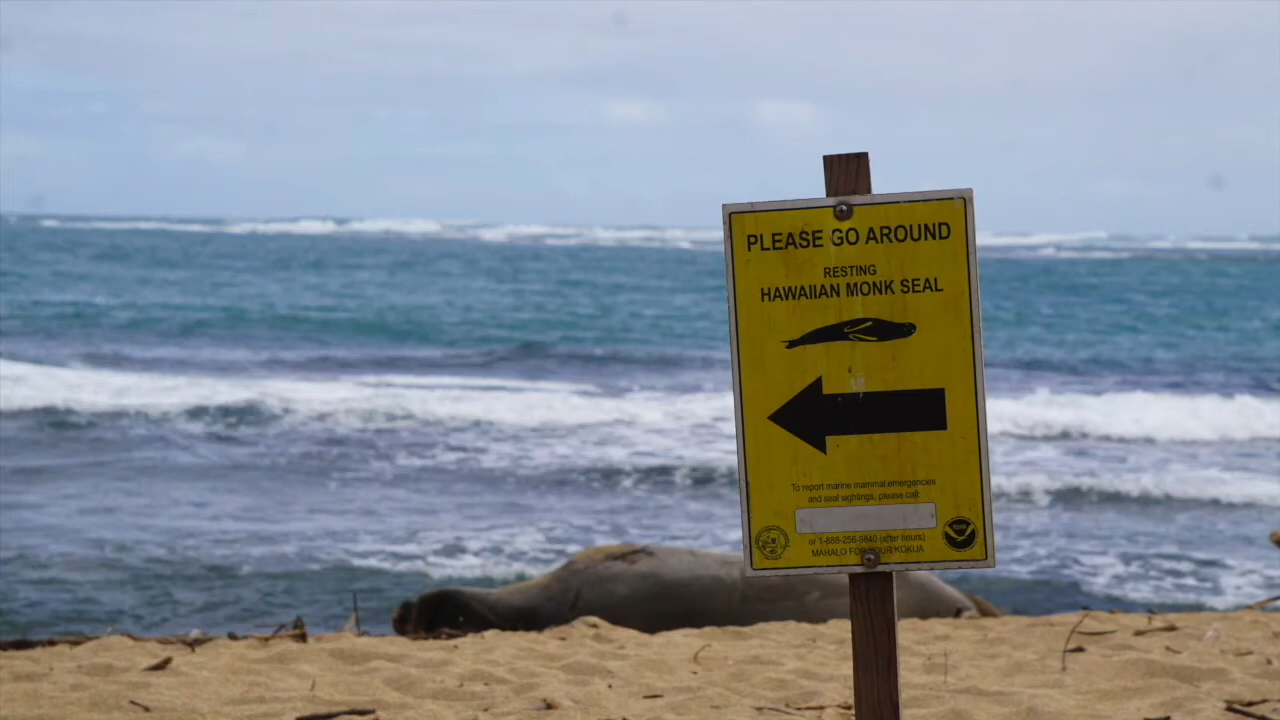 PLEASE GO AROUND
RESTING
HAWAIIAN MONK SEAL
To report marine mammal emergencies
and seal sightings, please call:
or 1-888-256-9840 (after hours)
MAHALO FOR YOUR KOKUA